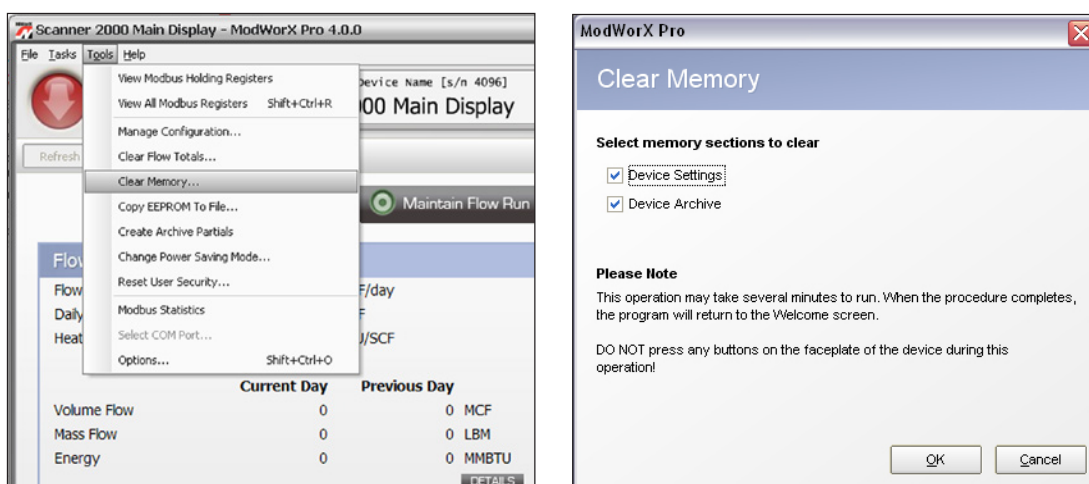 Scanner 2000 Main Display - ModWorX Pro 4.0.0
File Tasks Tools Help
View Modbus Holding Registers
View All Modbus Registers Shift+Ctrl+R
Manage Configuration...
Clear Flow Totals...
Clear Memory...
Copy EEPROM To File...
Create Archive Partials
Change Power Saving Mode...
Reset User Security...
Modbus Statistics
Select COM Port...
Options... Shift+Ctrl+O
Device Name [s/n 4096]
000 Main Display
Refresh
Maintain Flow Run
Flow
Flow F/day
Daily F
Heat J/SCF
Current Day Previous Day
Volume Flow 0 0 MCF
Mass Flow 0 0 LBM
Energy 0 0 MMBTU
DETAILS
ModWorX Pro
Clear Memory
Select memory sections to clear
Device Settings
Device Archive
Please Note
This operation may take several minutes to run. When the procedure completes,
the program will return to the Welcome screen.
DO NOT press any buttons on the faceplate of the device during this
operation!
OK Cancel